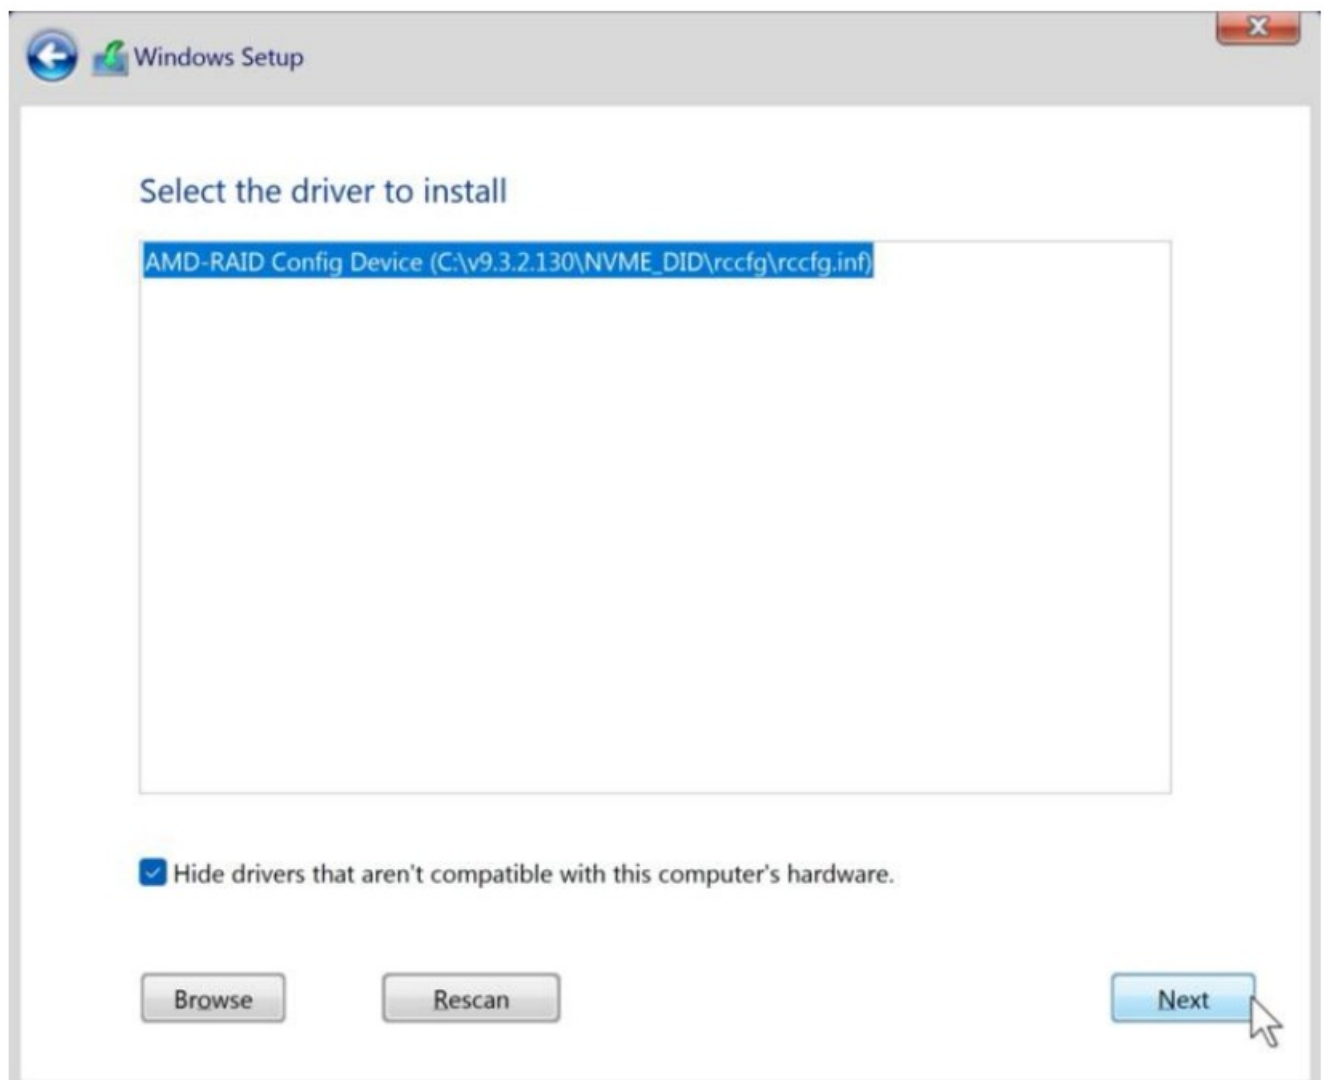 Windows Setup
Select the driver to install
AMD-RAID Config Device (C:\v9.3.2.130\NVME_DID\rccfg\rccfg.inf)
Hide drivers that aren't compatible with this computer's hardware.
Browse
Rescan
Next